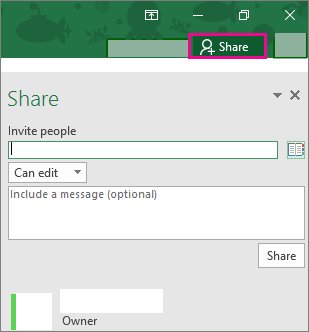 Share
Share
Invite people
Can edit
Include a message (optional)
Share
Owner